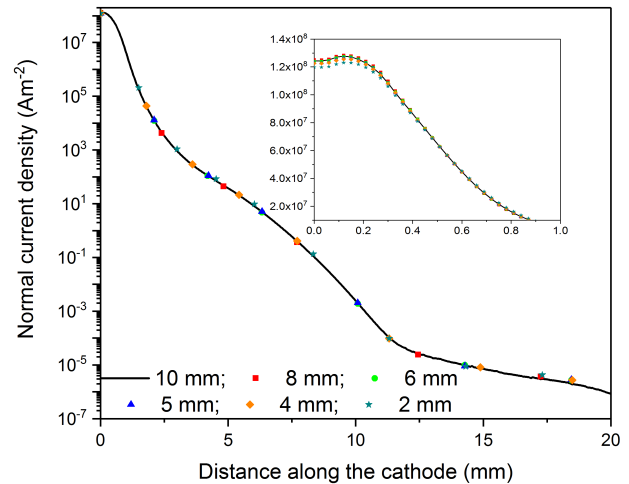 Normal current density (Am⁻²)
10⁷
10⁵
10³
10¹
10⁻¹
10⁻³
10⁻⁵
10⁻⁷
1.4x10⁸
1.2x10⁸
1.0x10⁸
8.0x10⁷
6.0x10⁷
4.0x10⁷
2.0x10⁷
0.0 0.2 0.4 0.6 0.8 1.0
10 mm; 8 mm; 6 mm
5 mm; 4 mm; 2 mm
0 5 10 15 20
Distance along the cathode (mm)